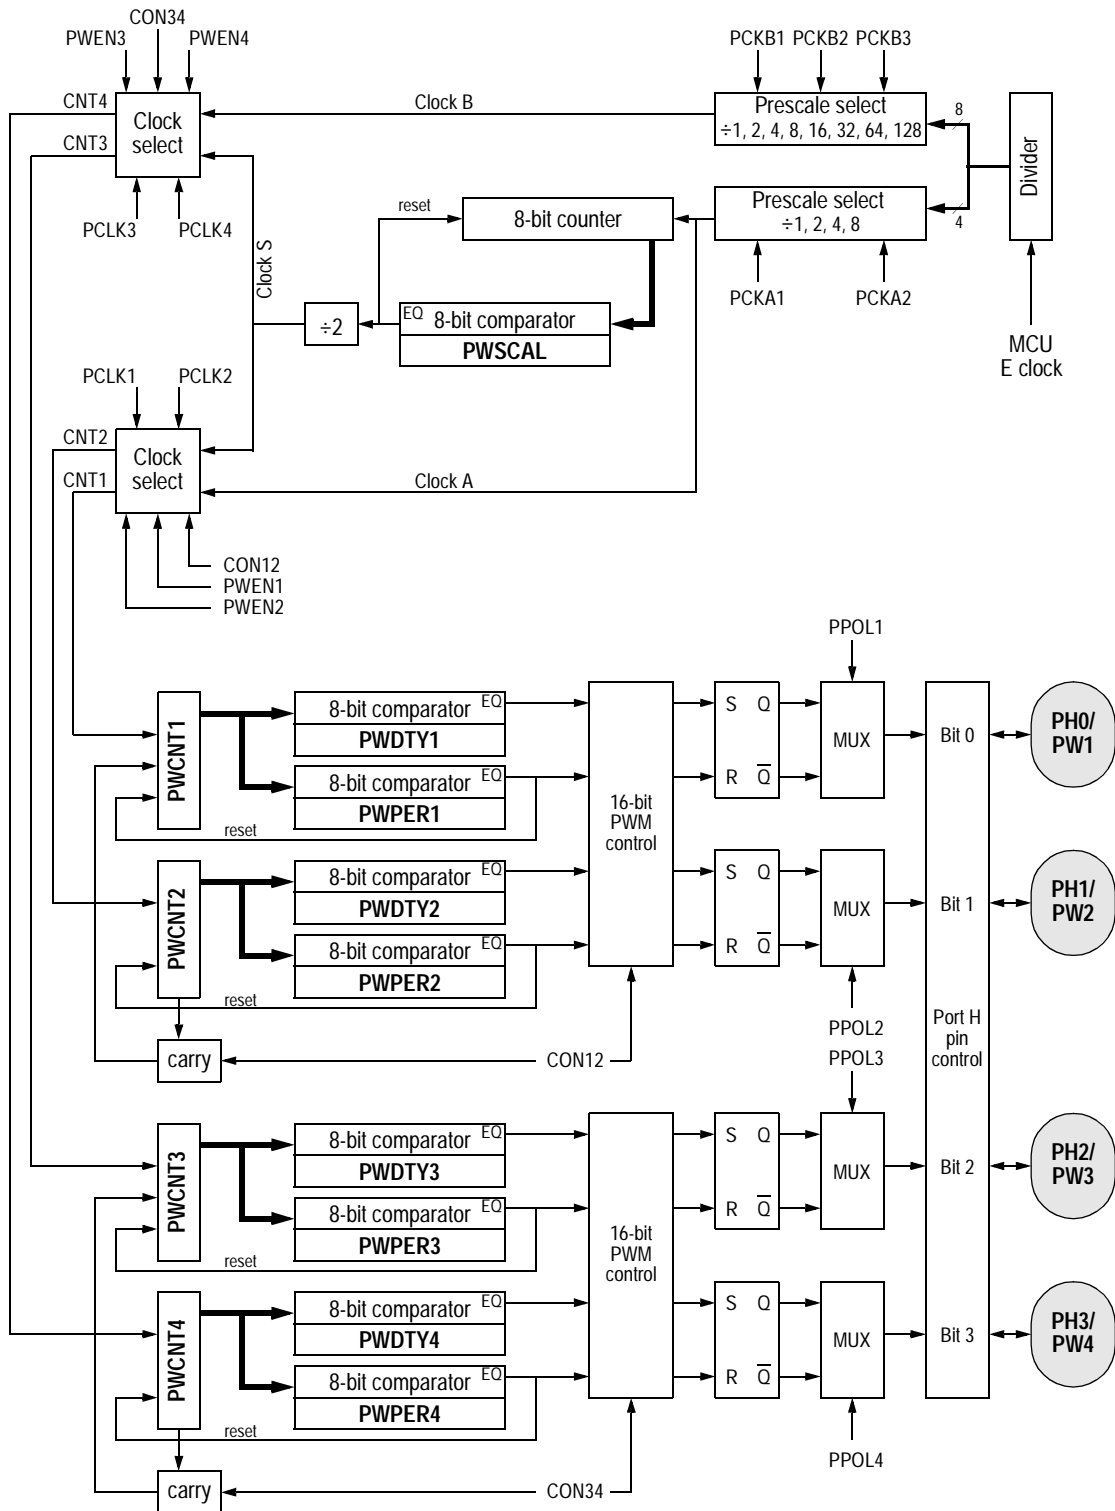 CON34
PWEN3
PWEN4
PCKB1
PCKB2
PCKB3
CNT4
CNT3
Clock
select
Clock B
Prescale select
÷1, 2, 4, 8, 16, 32, 64, 128
8
Divider
PCLK3
PCLK4
reset
8-bit counter
Prescale select
÷1, 2, 4, 8
4
Clock S
PCKA1
PCKA2
÷2
EQ
8-bit comparator
PWSCAL
MCU
E clock
PCLK1
PCLK2
CNT2
CNT1
Clock
select
Clock A
CON12
PWEN1
PWEN2
PPOL1
PWCNT1
8-bit comparator
EQ
PWDTY1
8-bit comparator
EQ
PWPER1
reset
16-bit
PWM
control
S Q
R Q̅
MUX
Bit 0
PH0/
PW1
PWCNT2
8-bit comparator
EQ
PWDTY2
8-bit comparator
EQ
PWPER2
reset
S Q
R Q̅
MUX
Bit 1
PH1/
PW2
carry
CON12
PPOL2
PPOL3
Port H
pin
control
PWCNT3
8-bit comparator
EQ
PWDTY3
8-bit comparator
EQ
PWPER3
reset
16-bit
PWM
control
S Q
R Q̅
MUX
Bit 2
PH2/
PW3
PWCNT4
8-bit comparator
EQ
PWDTY4
8-bit comparator
EQ
PWPER4
reset
S Q
R Q̅
MUX
Bit 3
PH3/
PW4
PPOL4
carry
CON34